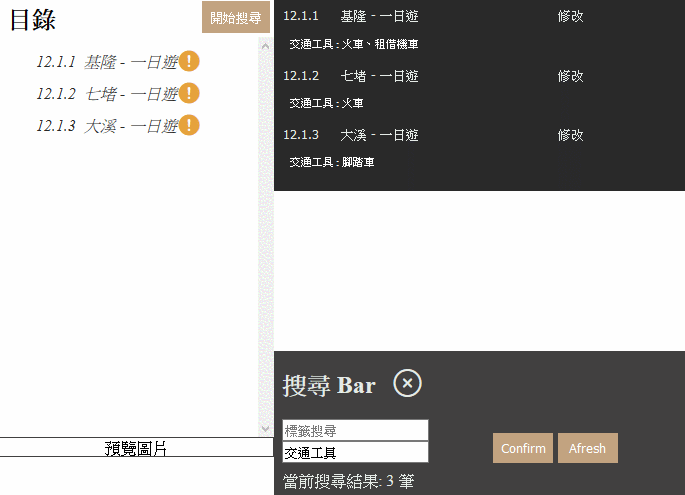 目錄
開始搜尋
12.1.1 基隆 - 一日遊 !
12.1.2 七堵 - 一日遊 !
12.1.3 大溪 - 一日遊 !
預覽圖片
12.1.1 基隆 - 一日遊 修改
交通工具 : 火車、租借機車
12.1.2 七堵 - 一日遊 修改
交通工具 : 火車
12.1.3 大溪 - 一日遊 修改
交通工具 : 腳踏車
搜尋 Bar
標籤搜尋
交通工具
Confirm Afresh
當前搜尋結果: 3 筆